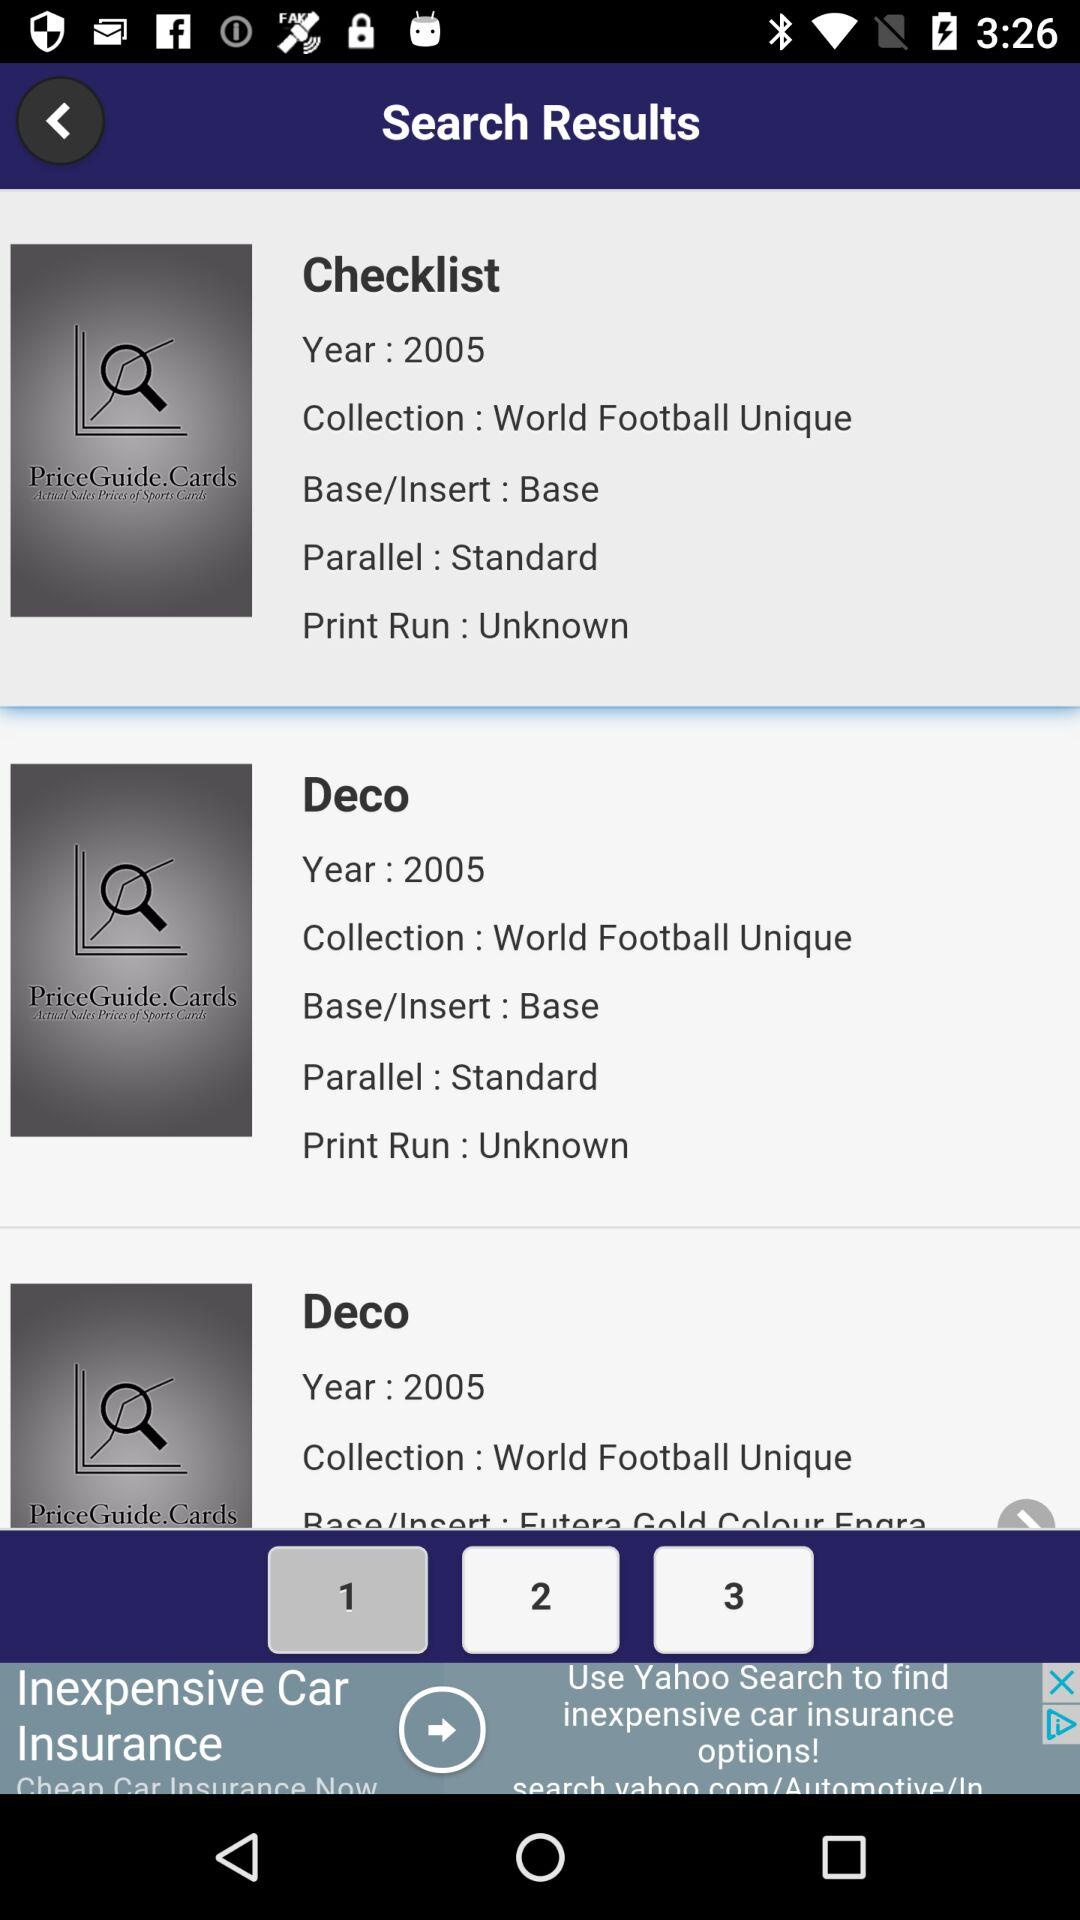 FAKE
3:26
Search Results
Checklist
Year : 2005
Collection : World Football Unique
Base/Insert : Base
Parallel : Standard
Print Run : Unknown
PriceGuide.Cards
Actual Sales Prices of Sports Cards
Deco
Year : 2005
Collection : World Football Unique
Base/Insert : Base
Parallel : Standard
Print Run : Unknown
PriceGuide.Cards
Actual Sales Prices of Sports Cards
Deco
Year : 2005
Collection : World Football Unique
Base/Insert : Futera Gold Colour Engra
PriceGuide.Cards
1 2 3
Inexpensive Car
Insurance
Cheap Car Insurance Now
Use Yahoo Search to find
inexpensive car insurance
options!
search.yahoo.com/Automotive/In